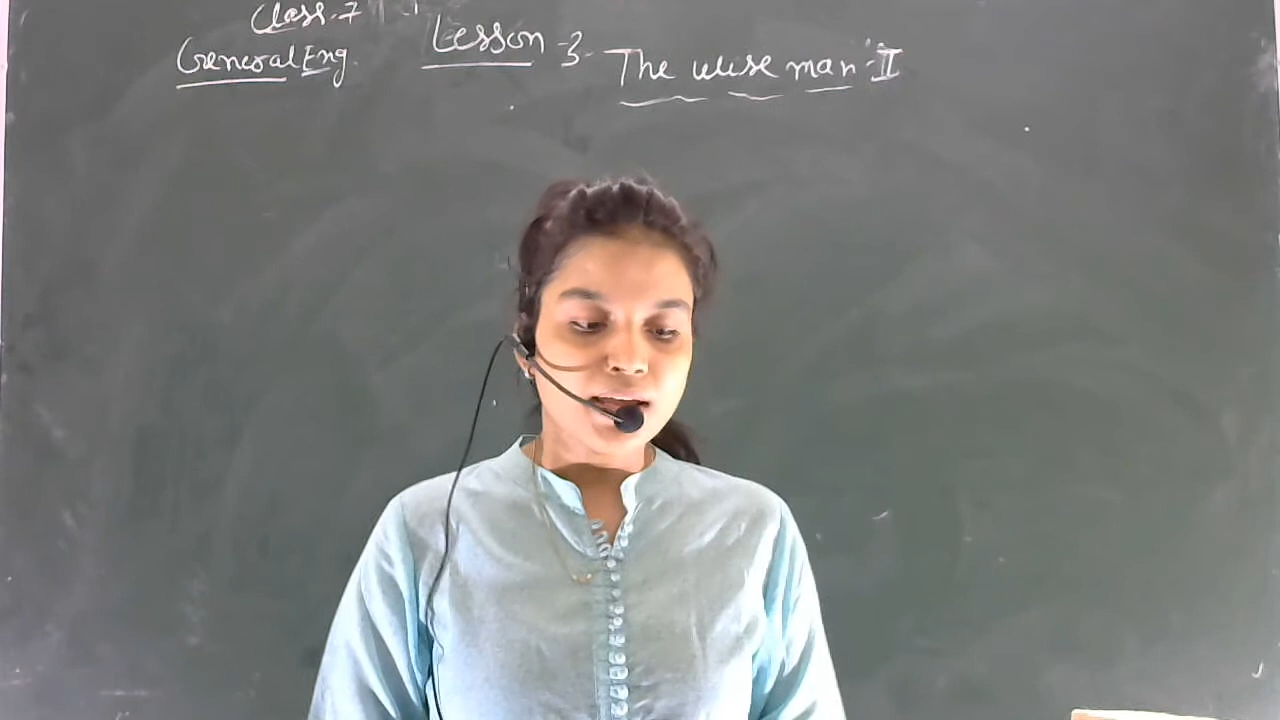 Class-7
General Eng.
Lesson -3- The wise man-II